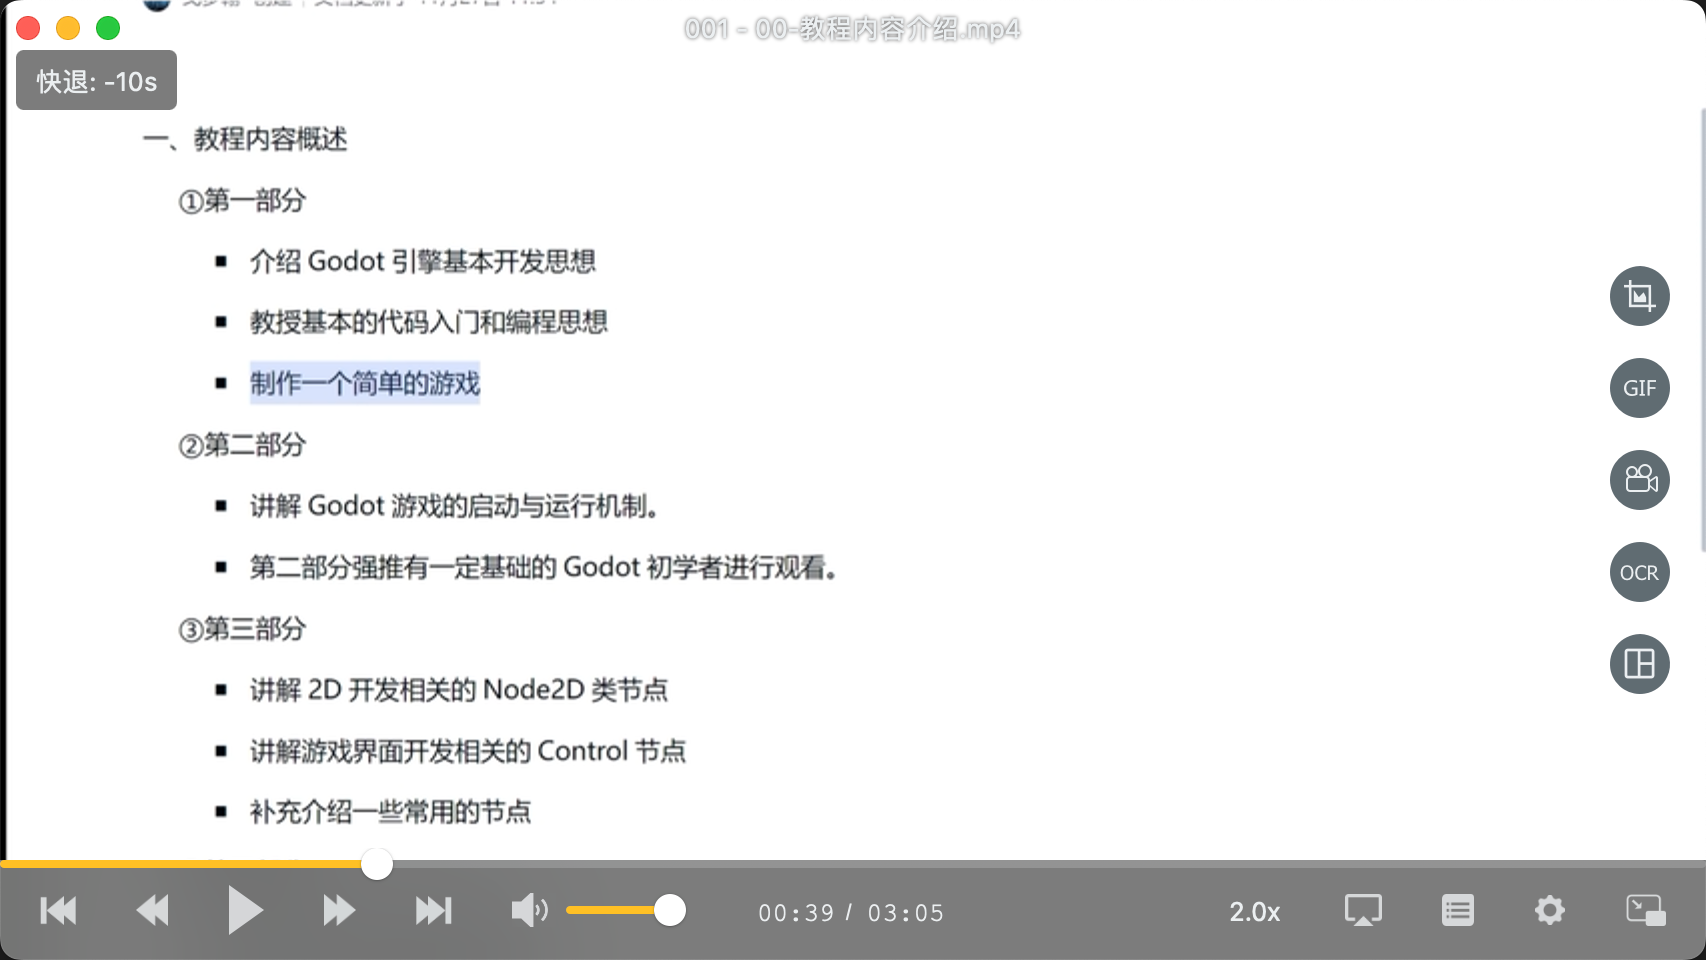 001 - 00-教程内容介绍.mp4
快退: -10s
一、教程内容概述
①第一部分
▪ 介绍 Godot 引擎基本开发思想
▪ 教授基本的代码入门和编程思想
▪ 制作一个简单的游戏
②第二部分
▪ 讲解 Godot 游戏的启动与运行机制。
▪ 第二部分强推有一定基础的 Godot 初学者进行观看。
③第三部分
▪ 讲解 2D 开发相关的 Node2D 类节点
▪ 讲解游戏界面开发相关的 Control 节点
▪ 补充介绍一些常用的节点
GIF
OCR
00:39 / 03:05
2.0x